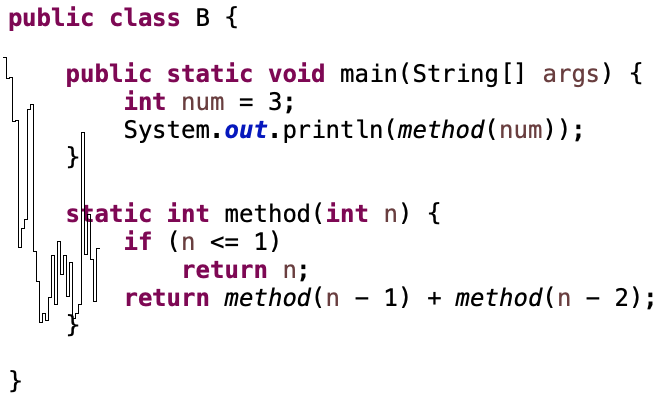 public class B {
public static void main(String[] args) {
int num = 3;
System.out.println(method(num));
}
static int method(int n) {
if (n <= 1)
return n;
return method(n - 1) + method(n - 2);
}
}